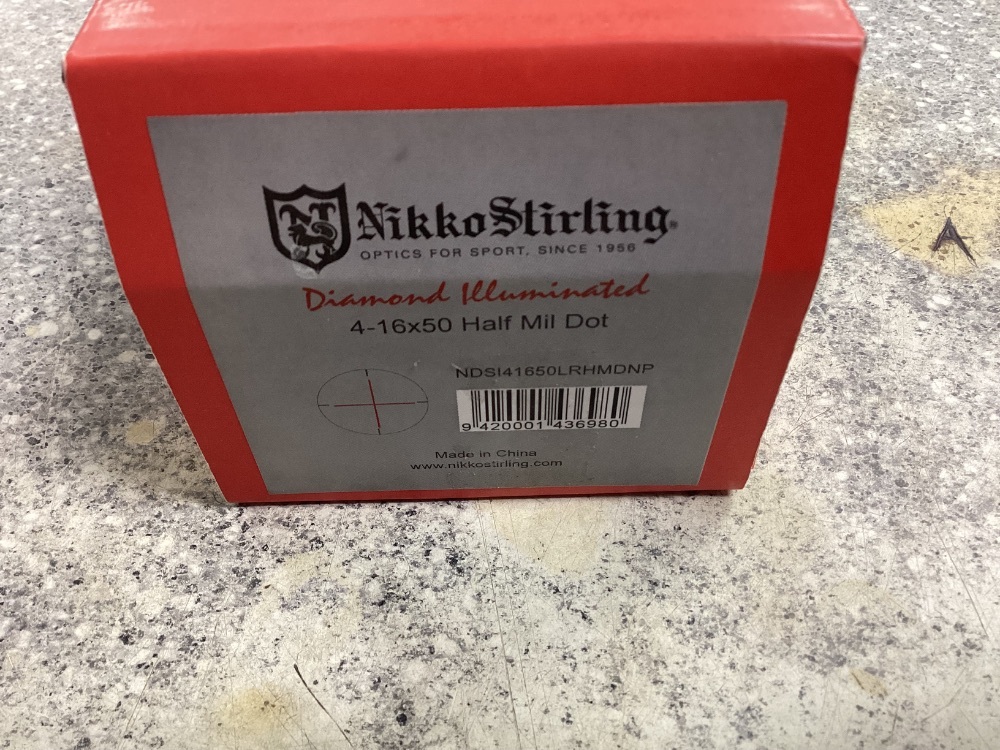 NikkoStirling®
OPTICS FOR SPORT, SINCE 1956
Diamond Illuminated
4-16x50 Half Mil Dot
NDSI41650LRHMDNP
9 420001 436980
Made in China
www.nikkostirling.com